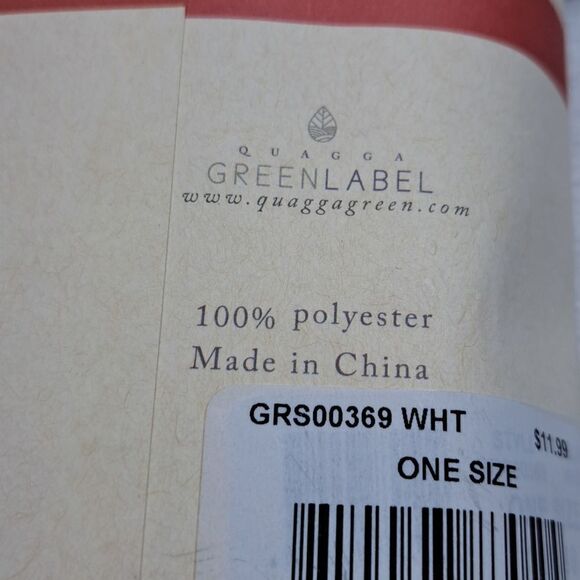 QUAGGA
GREENLABEL
www.quaggagreen.com
100% polyester
Made in China
GRS00369 WHT
$11.99
ONE SIZE